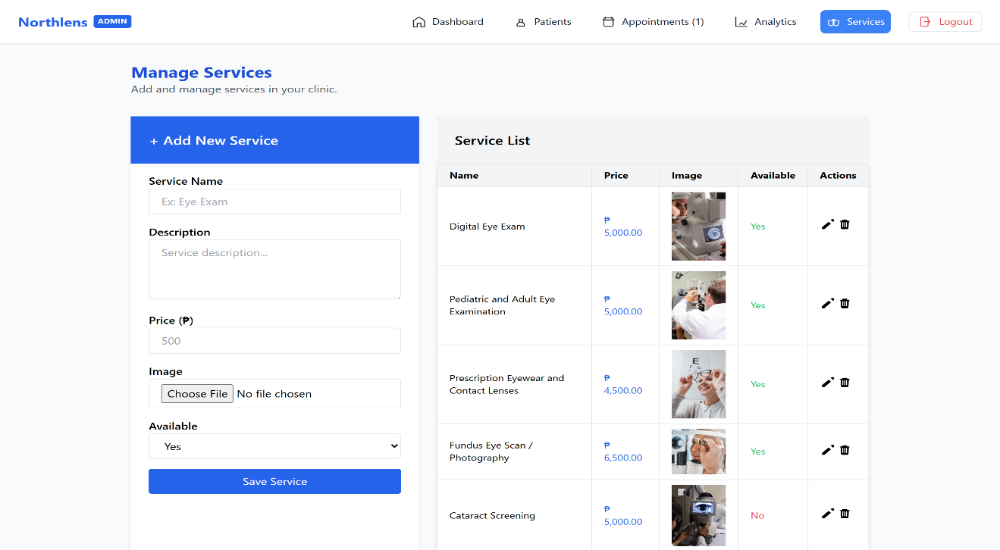 Northlens ADMIN Dashboard Patients Appointments (1) Analytics Services Logout
Manage Services
Add and manage services in your clinic.
+ Add New Service
Service Name
Ex: Eye Exam
Description
Service description...
Price (₱)
500
Image
Choose File No file chosen
Available
Yes
Save Service
Service List
Name Price Image Available Actions
Digital Eye Exam
₱
5,000.00
Yes
Pediatric and Adult Eye
Examination
₱
5,000.00
Yes
Prescription Eyewear and
Contact Lenses
₱
4,500.00
E
Yes
Fundus Eye Scan /
Photography
₱
6,500.00
Yes
Cataract Screening
₱
5,000.00
No